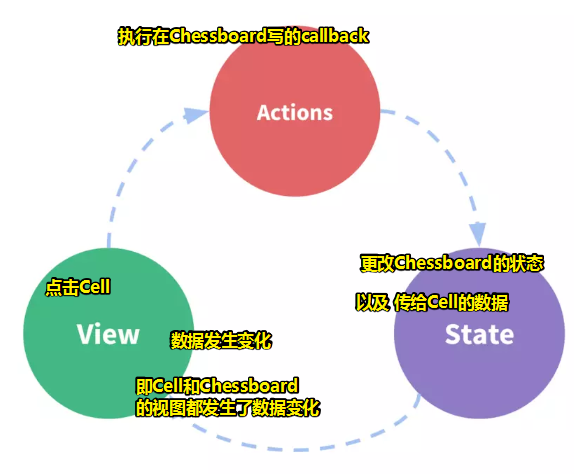 执行在Chessboard写的callback
Actions
更改Chessboard的状态
以及 传给Cell的数据
State
点击Cell
View
数据发生变化
即Cell和Chessboard
的视图都发生了数据变化